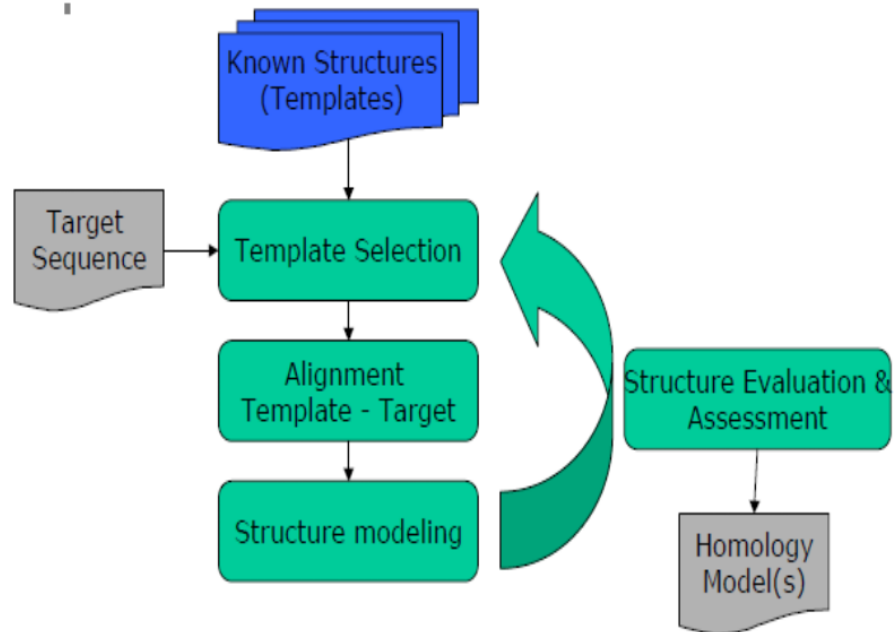 Known Structures
(Templates)
Target
Sequence
Template Selection
Alignment
Template - Target
Structure modeling
Structure Evaluation &
Assessment
Homology
Model(s)